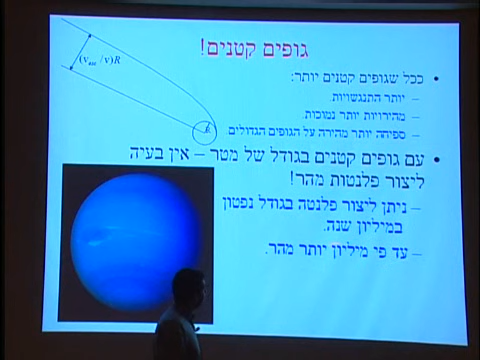 גופים קטנים!
(v_esc / v)R
• ככל שגופים קטנים יותר:
– יותר התנגשויות.
– מהירויות יותר נמוכות.
– ספיחה יותר מהירה על הגופים הגדולים.
• עם גופים קטנים בגודל של מטר – אין בעיה
ליצור פלנטות מהר!
– ניתן ליצור פלנטה בגודל נפטון
במיליון שנה.
– עד פי מיליון יותר מהר.